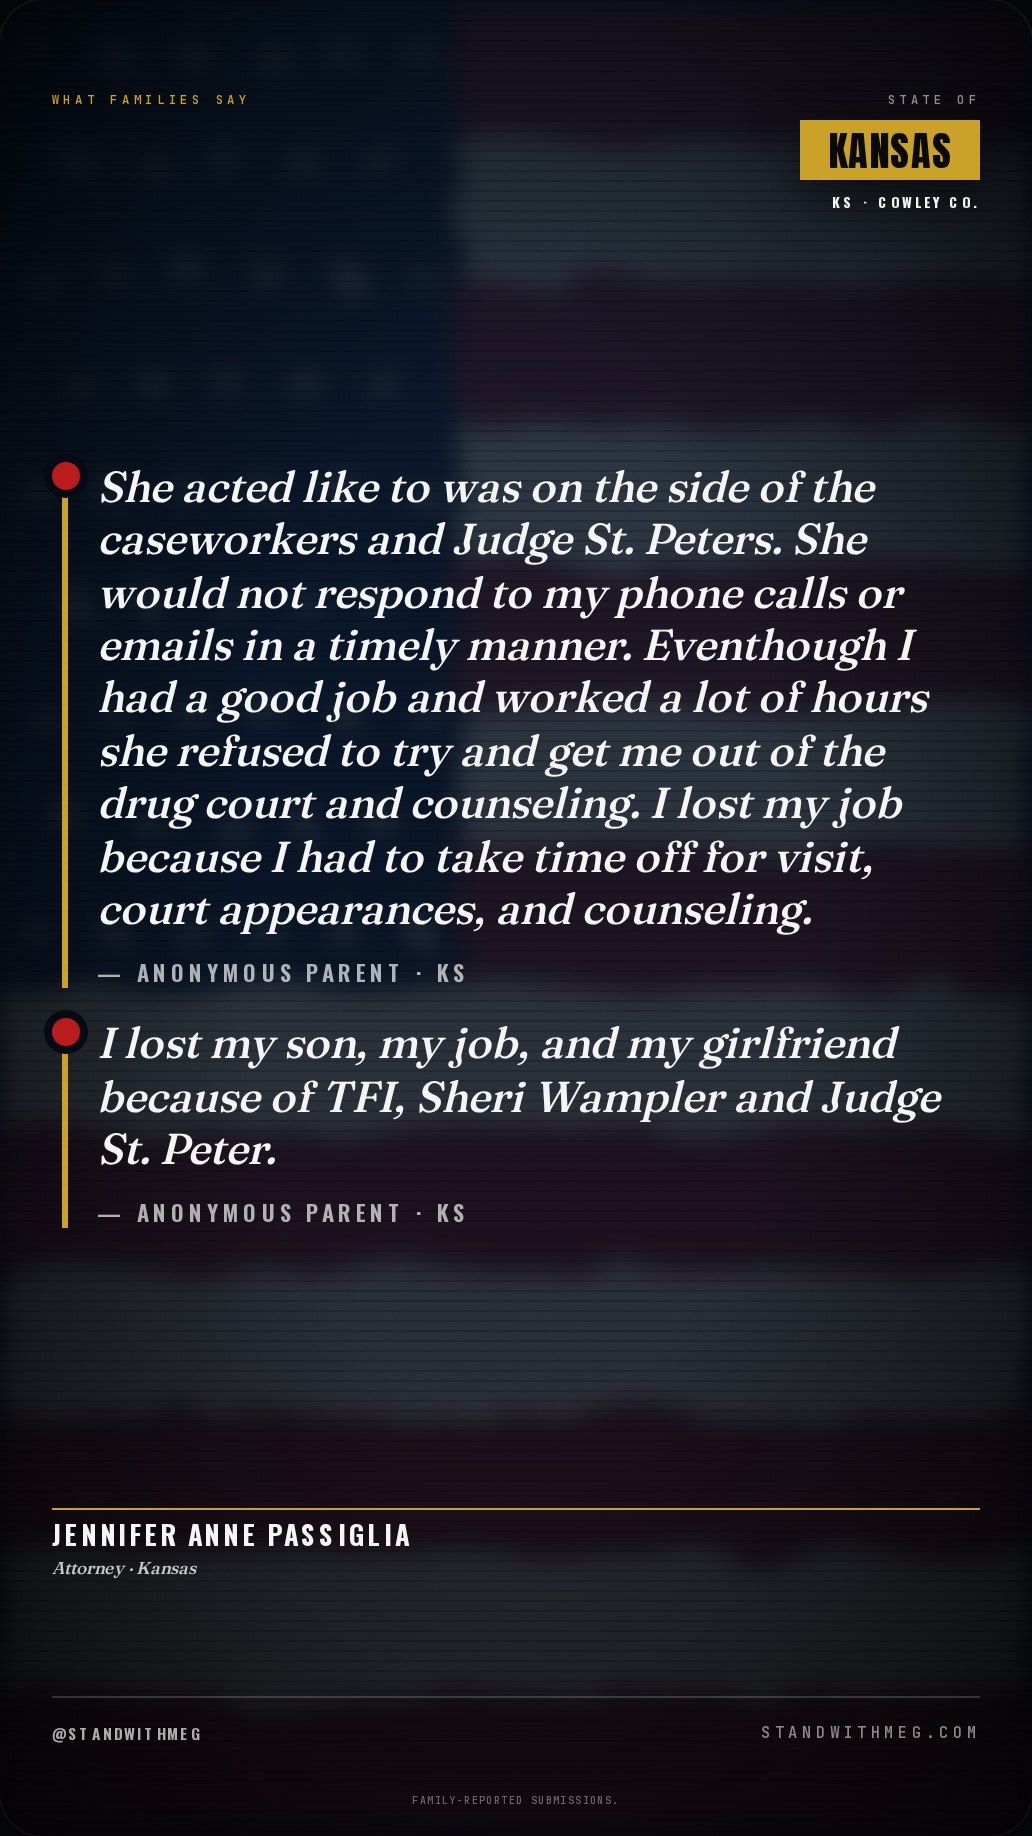 WHAT FAMILIES SAY
STATE OF
KANSAS
KS · COWLEY CO.
She acted like to was on the side of the
caseworkers and Judge St. Peters. She
would not respond to my phone calls or
emails in a timely manner. Eventhough I
had a good job and worked a lot of hours
she refused to try and get me out of the
drug court and counseling. I lost my job
because I had to take time off for visit,
court appearances, and counseling.
— ANONYMOUS PARENT · KS
I lost my son, my job, and my girlfriend
because of TFI, Sheri Wampler and Judge
St. Peter.
— ANONYMOUS PARENT · KS
JENNIFER ANNE PASSIGLIA
Attorney · Kansas
@STANDWITHMEG
STANDWITHMEG.COM
FAMILY-REPORTED SUBMISSIONS.